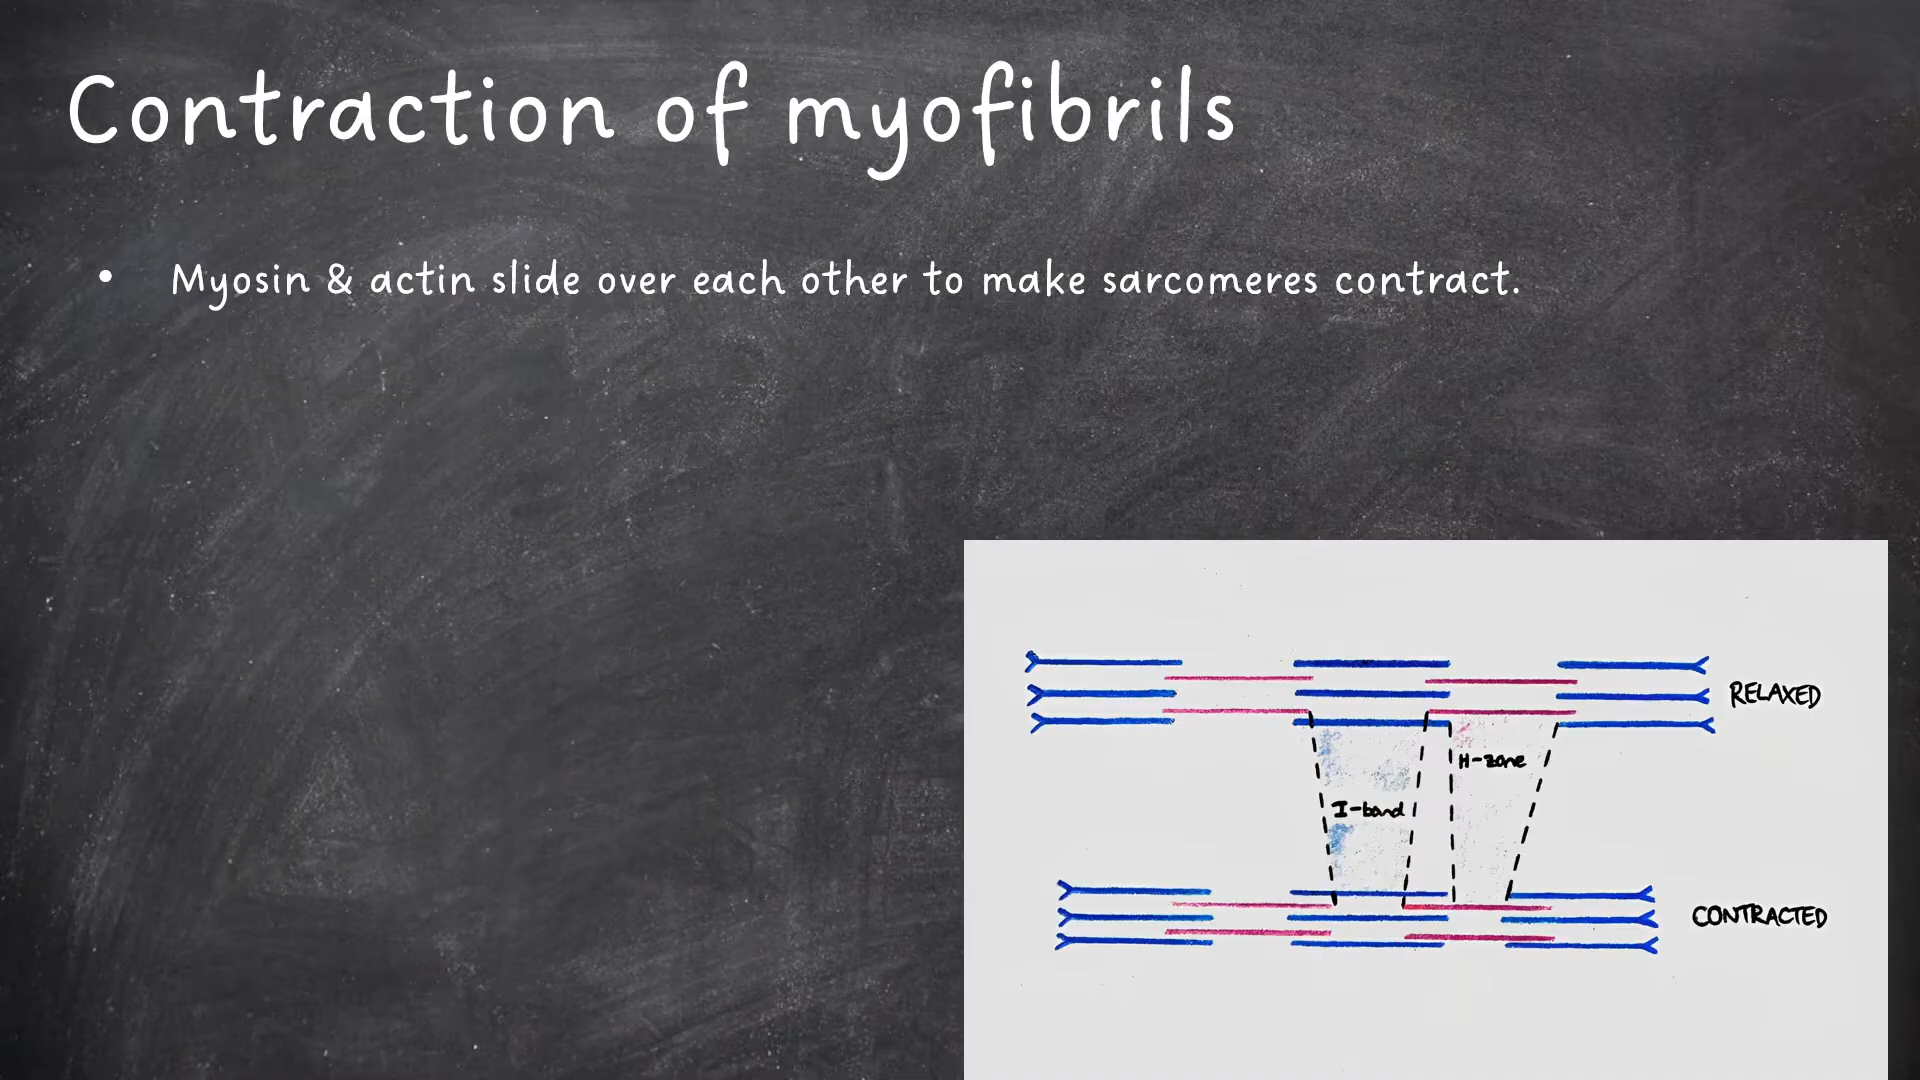 Contraction of myofibrils
• Myosin & actin slide over each other to make sarcomeres contract.
RELAXED
H-zone
I-band
CONTRACTED